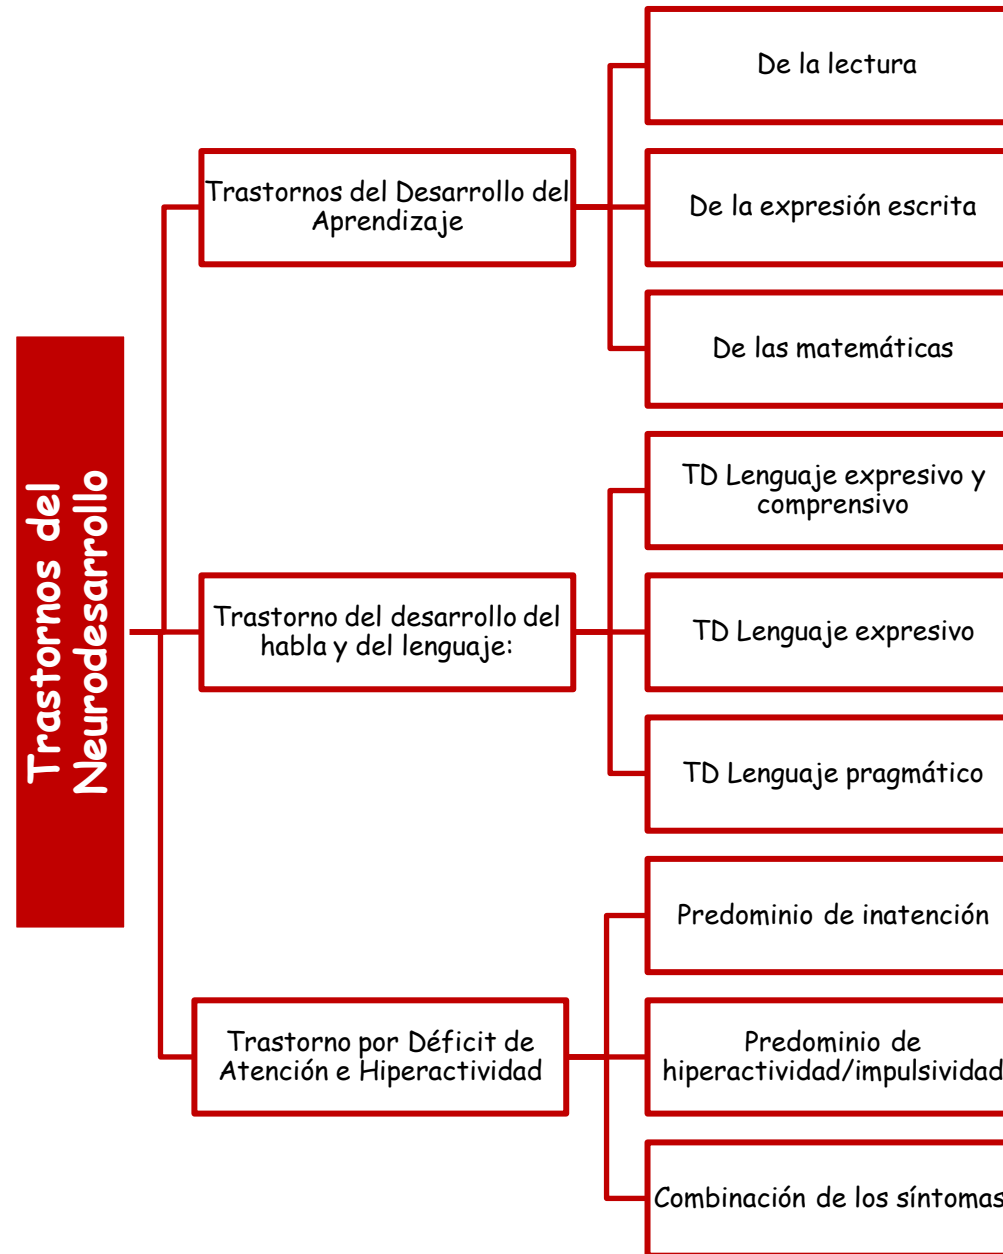 Trastornos del
Neurodesarrollo
Trastornos del Desarrollo del
Aprendizaje
De la lectura
De la expresión escrita
De las matemáticas
Trastorno del desarrollo del
habla y del lenguaje:
TD Lenguaje expresivo y
comprensivo
TD Lenguaje expresivo
TD Lenguaje pragmático
Trastorno por Déficit de
Atención e Hiperactividad
Predominio de inatención
Predominio de
hiperactividad/impulsividad
Combinación de los síntomas